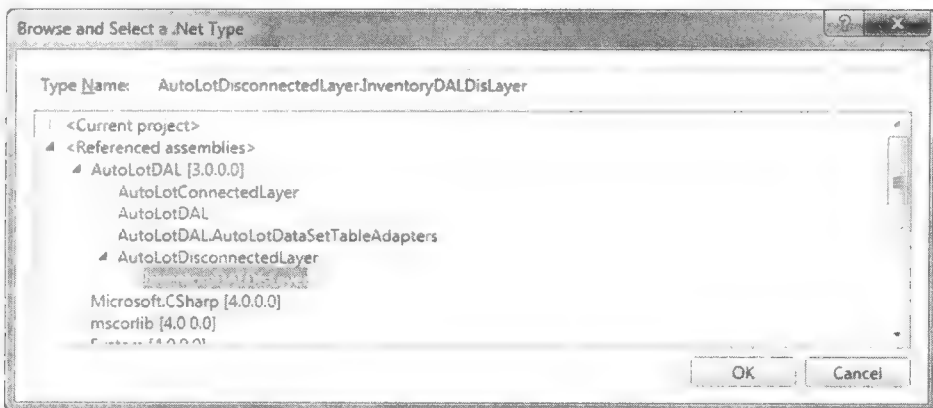 Browse and Select a .Net Type
Type Name: AutoLotDisconnectedLayer.InventoryDALDisLayer
<Current project>
<Referenced assemblies>
AutoLotDAL [3.0.0.0]
AutoLotConnectedLayer
AutoLotDAL
AutoLotDAL.AutoLotDataSetTableAdapters
AutoLotDisconnectedLayer
Microsoft.CSharp [4.0.0.0]
mscorlib [4.0.0.0]
OK Cancel